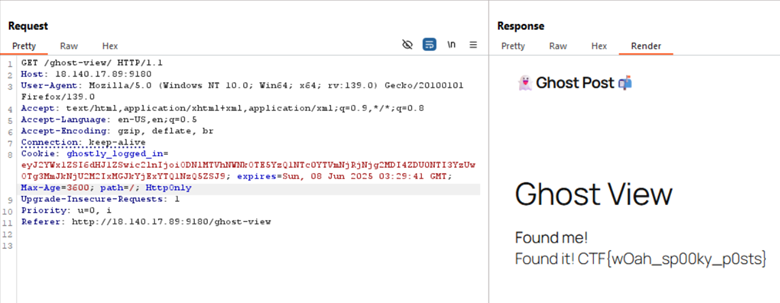 Request
Response
Pretty Raw Hex
\n
Pretty Raw Hex Render
1 GET /ghost-view/ HTTP/1.1
2 Host: 18.140.17.89:9180
3 User-Agent: Mozilla/5.0 (Windows NT 10.0; Win64; x64; rv:139.0) Gecko/20100101
Firefox/139.0
4 Accept: text/html,application/xhtml+xml,application/xml;q=0.9,*/*;q=0.8
5 Accept-Language: en-US,en;q=0.5
6 Accept-Encoding: gzip, deflate, br
7 Connection: keep-alive
8 Cookie: ghostly_logged_in=
expires=Sun, 08 Jun 2025 03:29:41 GMT;
Max-Age=3600; path=/; HttpOnly
9 Upgrade-Insecure-Requests: 1
10 Priority: u=0, i
11 Referer: http://18.140.17.89:9180/ghost-view
12
13
👻 Ghost Post 📬
Ghost View
Found me!
Found it! CTF{wOah_sp00ky_p0sts}